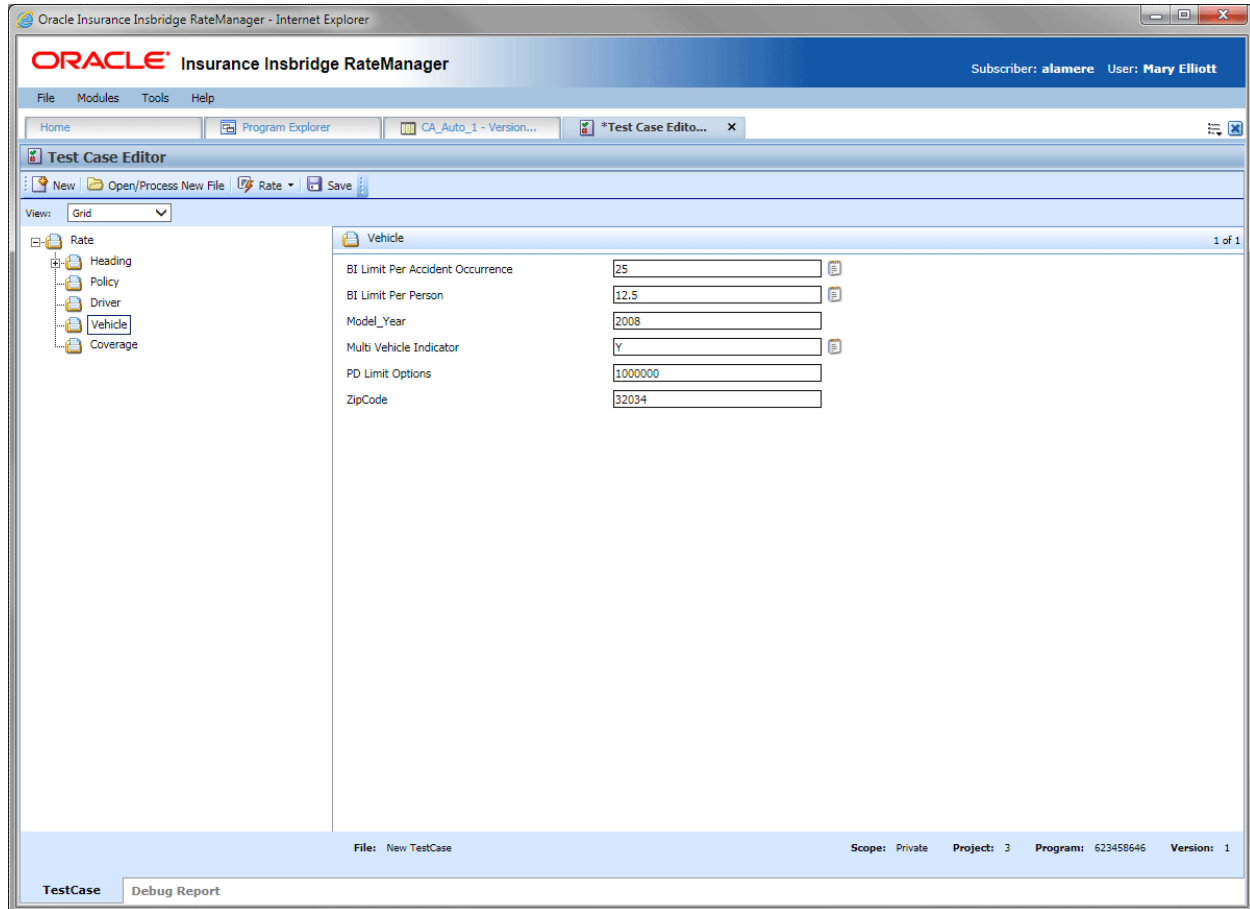 Oracle Insurance Insbridge RateManager - Internet Explorer
ORACLE Insurance Insbridge RateManager
Subscriber: alamere User: Mary Elliott
File Modules Tools Help
Home Program Explorer CA_Auto_1 - Version... *Test Case Edito... x
Test Case Editor
New Open/Process New File Rate Save
View: Grid
Rate
Heading
Policy
Driver
Vehicle
Coverage
Vehicle 1 of 1
BI Limit Per Accident Occurrence 25
BI Limit Per Person 12.5
Model_Year 2008
Multi Vehicle Indicator Y
PD Limit Options 1000000
ZipCode 32034
File: New TestCase Scope: Private Project: 3 Program: 623458646 Version: 1
TestCase Debug Report